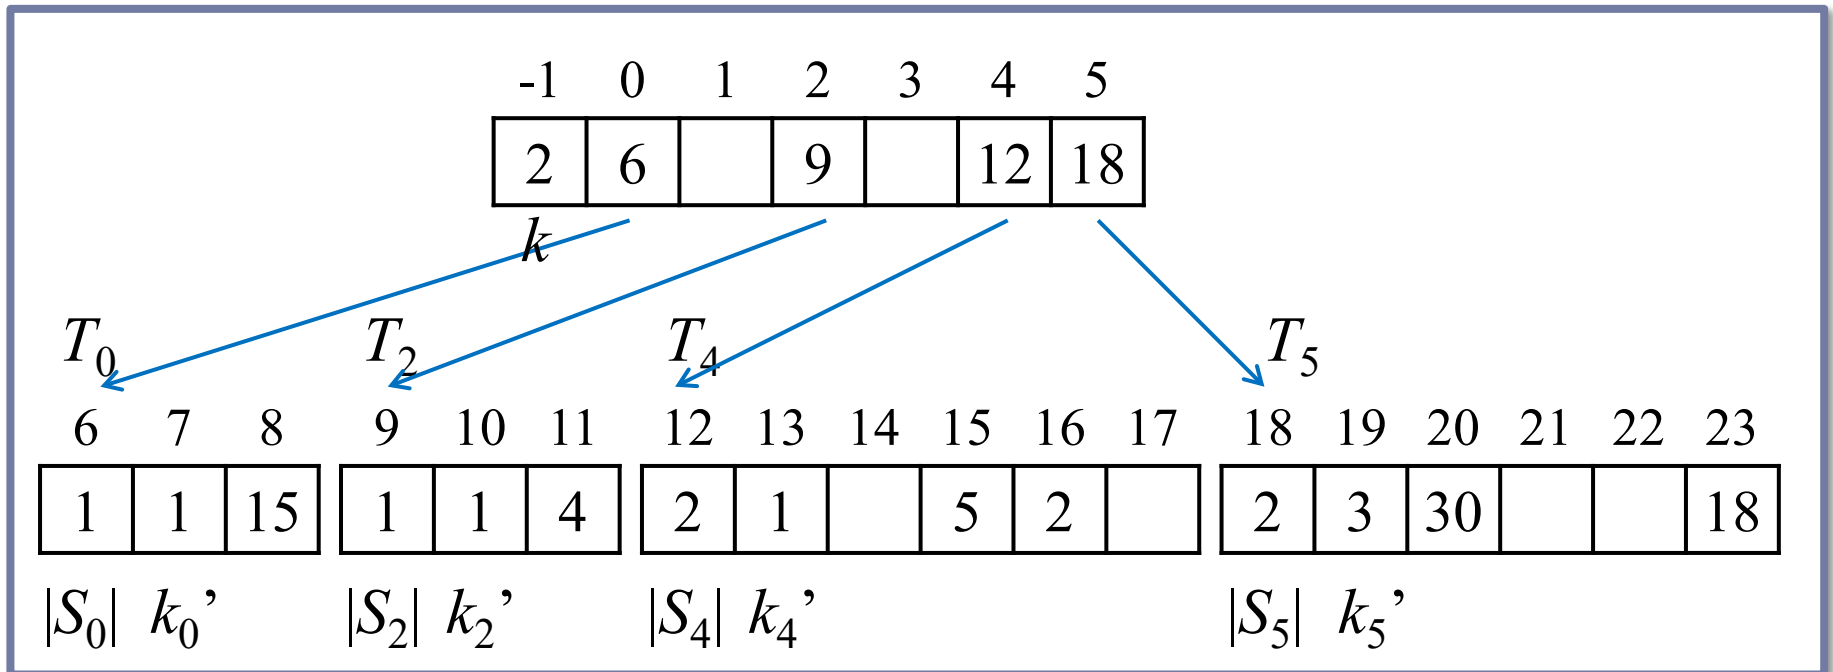 -1 0 1 2 3 4 5
2 6 9 12 18
k
T0 T2 T4 T5
6 7 8 9 10 11 12 13 14 15 16 17 18 19 20 21 22 23
1 1 15 1 1 4 2 1 5 2 2 3 30 18
|S0| k0’ |S2| k2’ |S4| k4’ |S5| k5’